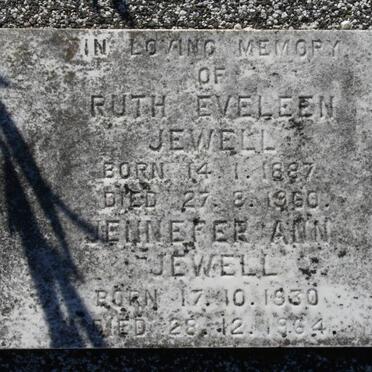 IN LOVING MEMORY
OF
RUTH EVELEEN
JEWELL
BORN 14.1.1887.
DIED 27.8.1960.
JENNEFER ANN
JEWELL
BORN 17.10.1930
DIED 28.12.1964.